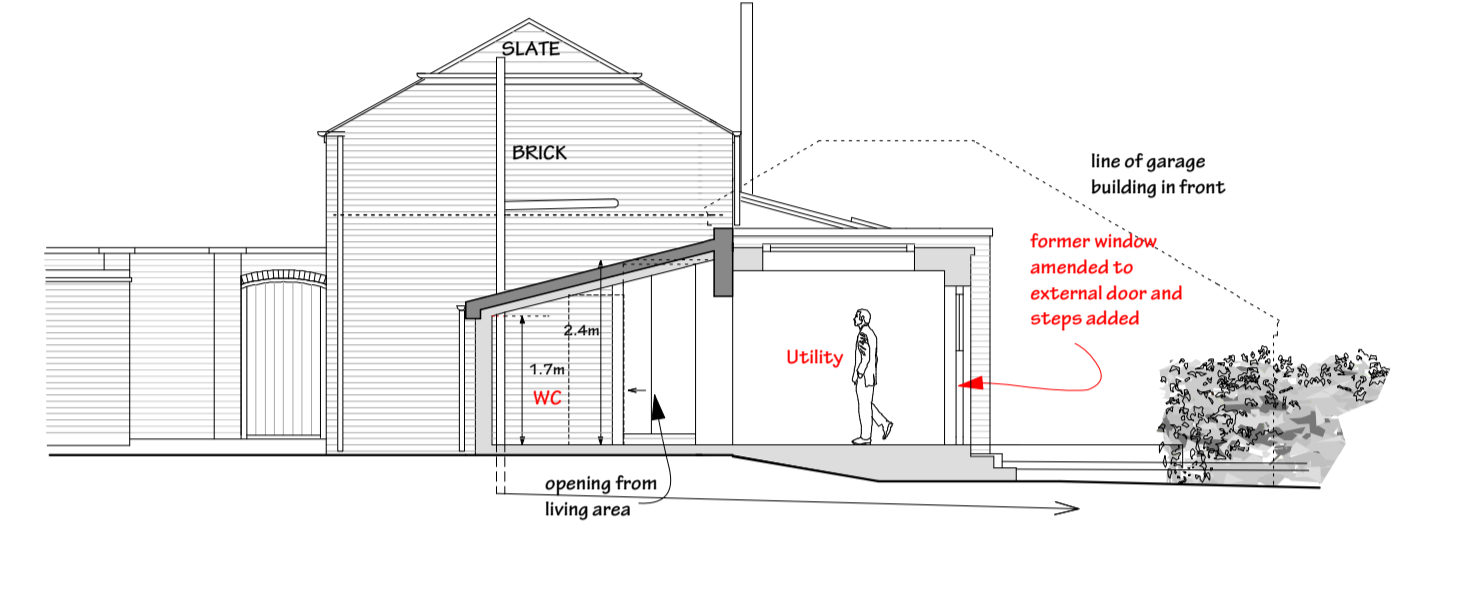 SLATE
BRICK
line of garage
building in front
former window
amended to
external door and
steps added
2.4m
1.7m
WC
Utility
opening from
living area